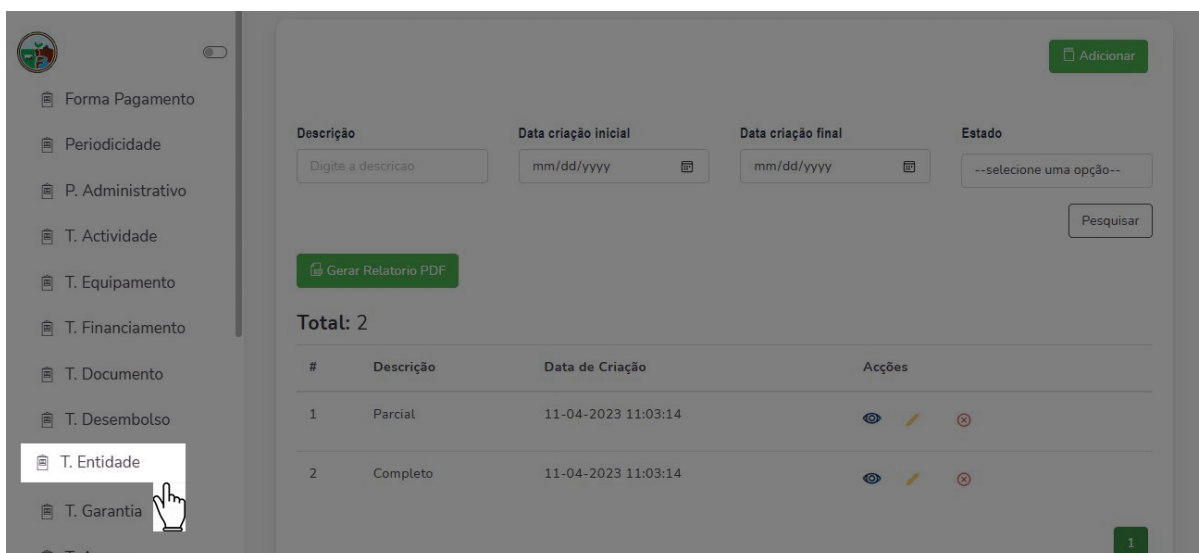 Adicionar
Forma Pagamento
Periodicidade
P. Administrativo
T. Actividade
T. Equipamento
T. Financiamento
T. Documento
T. Desembolso
T. Entidade
T. Garantia
Descrição Data criação inicial Data criação final Estado
Digite a descricao mm/dd/yyyy mm/dd/yyyy --selecione uma opção--
Pesquisar
Gerar Relatorio PDF
Total: 2
# Descrição Data de Criação Acções
1 Parcial 11-04-2023 11:03:14
2 Completo 11-04-2023 11:03:14
1